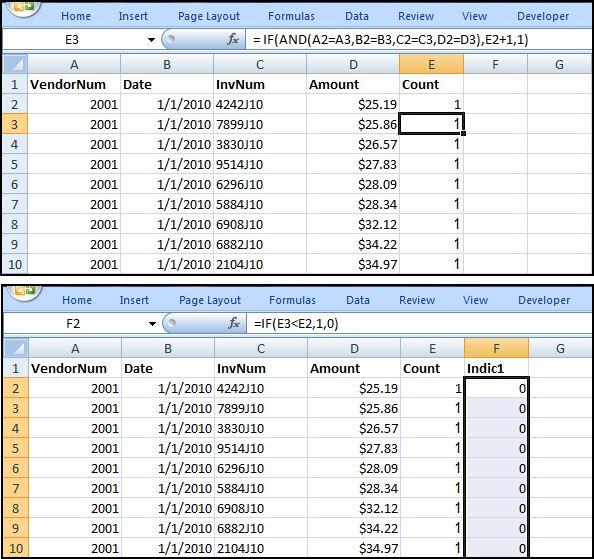 Home Insert Page Layout Formulas Data Review View Developer
E3 fx = IF(AND(A2=A3,B2=B3,C2=C3,D2=D3),E2+1,1)
A B C D E F G
1 VendorNum Date InvNum Amount Count
2 2001 1/1/2010 4242J10 $25.19 1
3 2001 1/1/2010 7899J10 $25.86 1
4 2001 1/1/2010 3830J10 $26.57 1
5 2001 1/1/2010 9514J10 $27.83 1
6 2001 1/1/2010 6296J10 $28.09 1
7 2001 1/1/2010 5884J10 $28.34 1
8 2001 1/1/2010 6908J10 $32.12 1
9 2001 1/1/2010 6882J10 $34.22 1
10 2001 1/1/2010 2104J10 $34.97 1
Home Insert Page Layout Formulas Data Review View Developer
F2 fx =IF(E3<E2,1,0)
A B C D E F G
1 VendorNum Date InvNum Amount Count Indic1
2 2001 1/1/2010 4242J10 $25.19 1 0
3 2001 1/1/2010 7899J10 $25.86 1 0
4 2001 1/1/2010 3830J10 $26.57 1 0
5 2001 1/1/2010 9514J10 $27.83 1 0
6 2001 1/1/2010 6296J10 $28.09 1 0
7 2001 1/1/2010 5884J10 $28.34 1 0
8 2001 1/1/2010 6908J10 $32.12 1 0
9 2001 1/1/2010 6882J10 $34.22 1 0
10 2001 1/1/2010 2104J10 $34.97 1 0